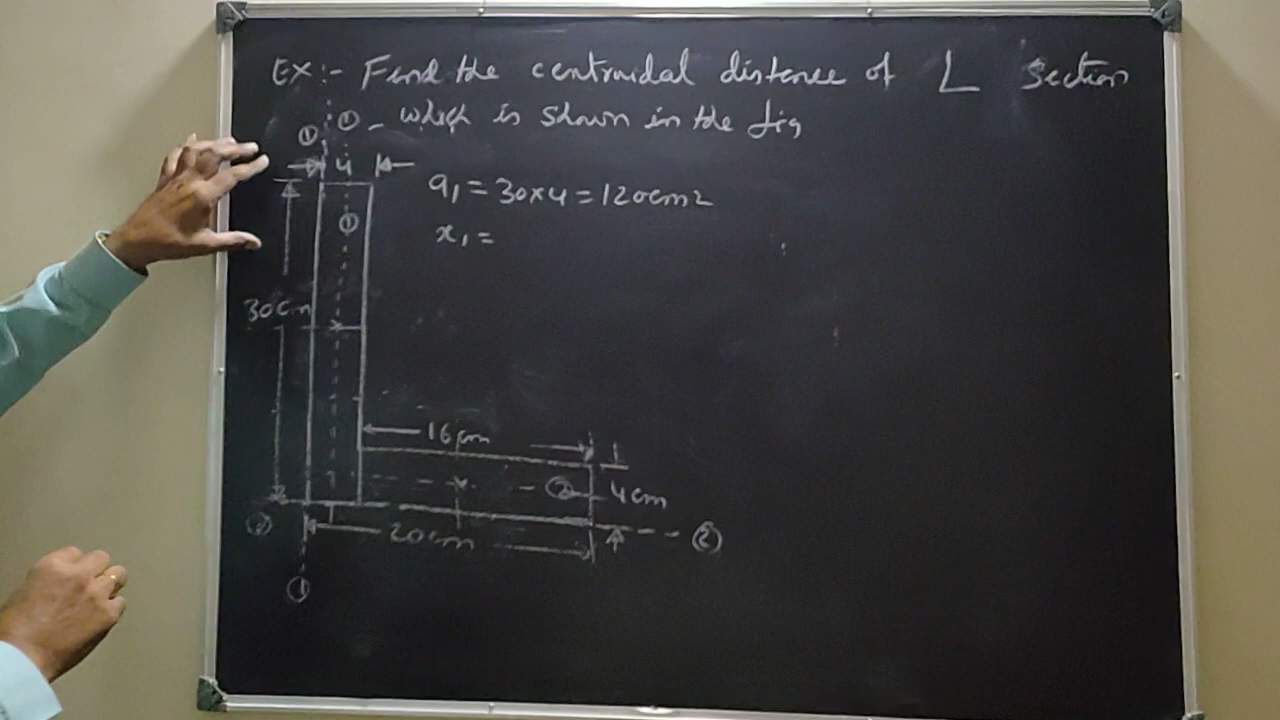 EX :- Find the centroidal distance of L Section
which is shown in the fig
① ①
4
a₁ = 30×4 = 120cm2
①
x₁ =
30cm
16cm
② 4cm
② 20cm ②
①